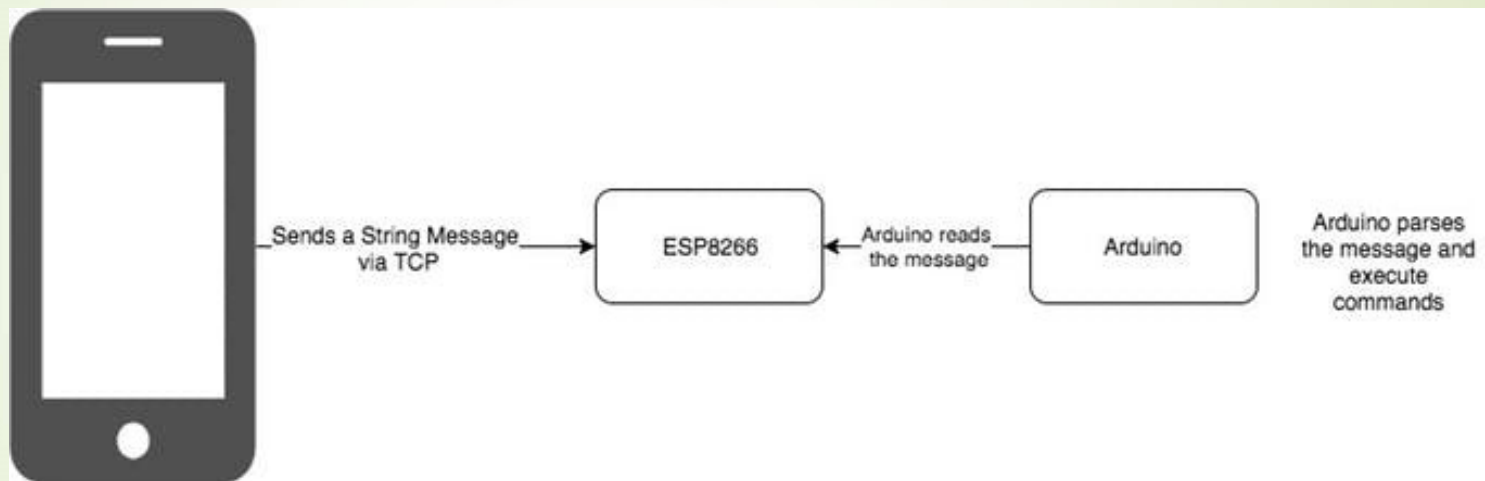 Sends a String Message
via TCP
ESP8266
Arduino reads
the message
Arduino
Arduino parses
the message and
execute
commands